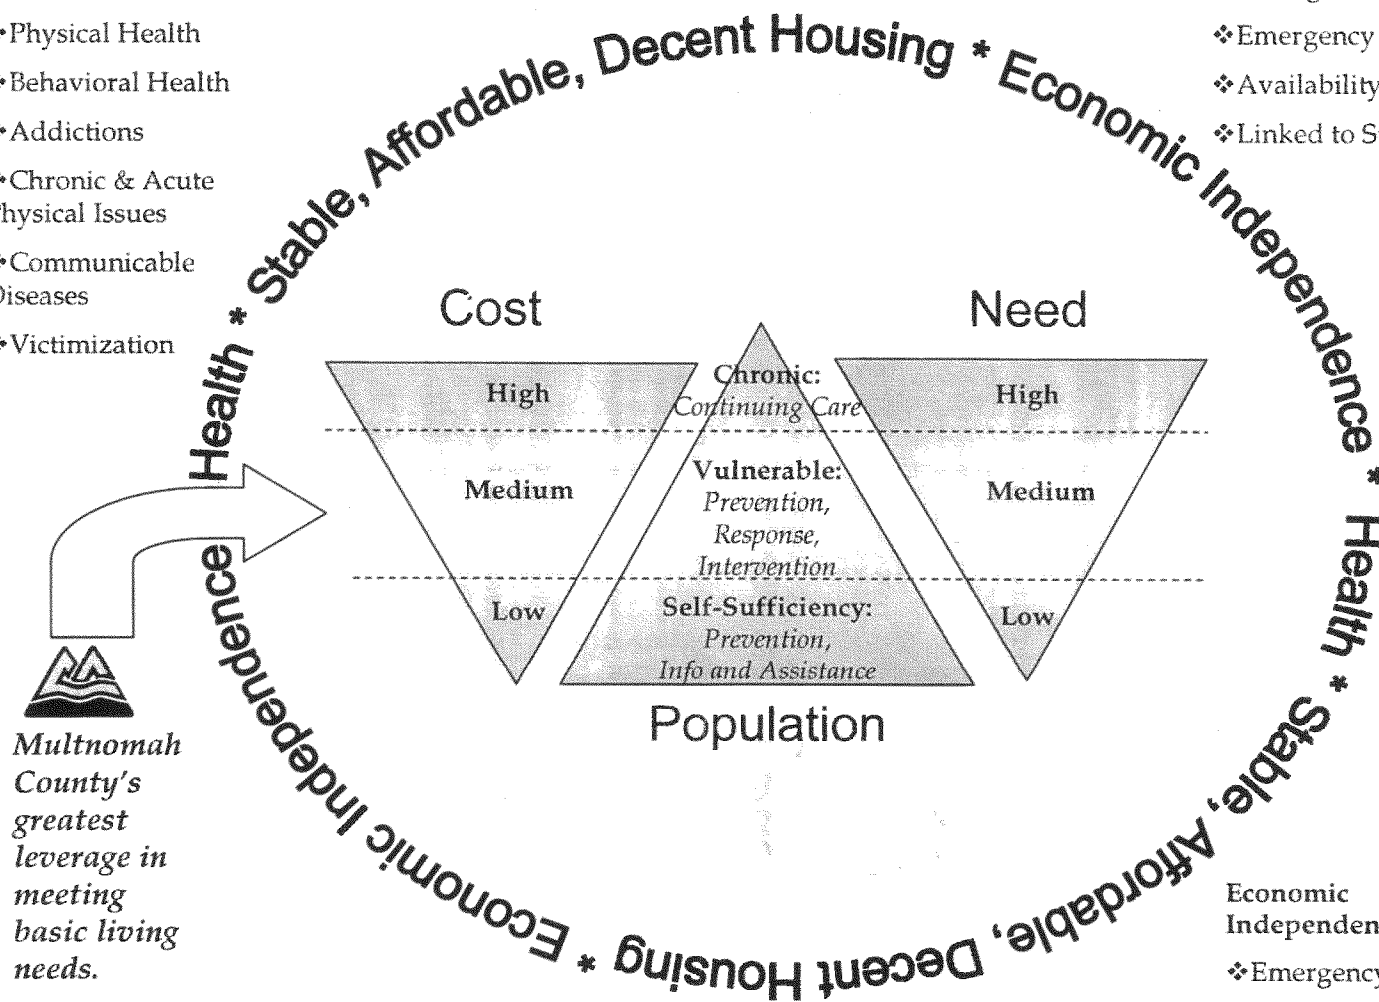 Physical Health
Behavioral Health
Addictions
Chronic & Acute
Physical Issues
Communicable
Diseases
Victimization
❖Emergency
❖Availability
❖Linked to
Health * Stable, Affordable, Decent Housing * Economic Independence *
Health * Stable, Affordable, Decent Housing * Economic Independence
Cost
Need
High
Chronic:
Continuing Care
High
Medium
Vulnerable:
Prevention,
Response,
Intervention
Medium
Low
Self-Sufficiency:
Prevention,
Info and Assistance
Low
Population
Multnomah
County's
greatest
leverage in
meeting
basic living
needs.
Economic
Independen
❖Emergency